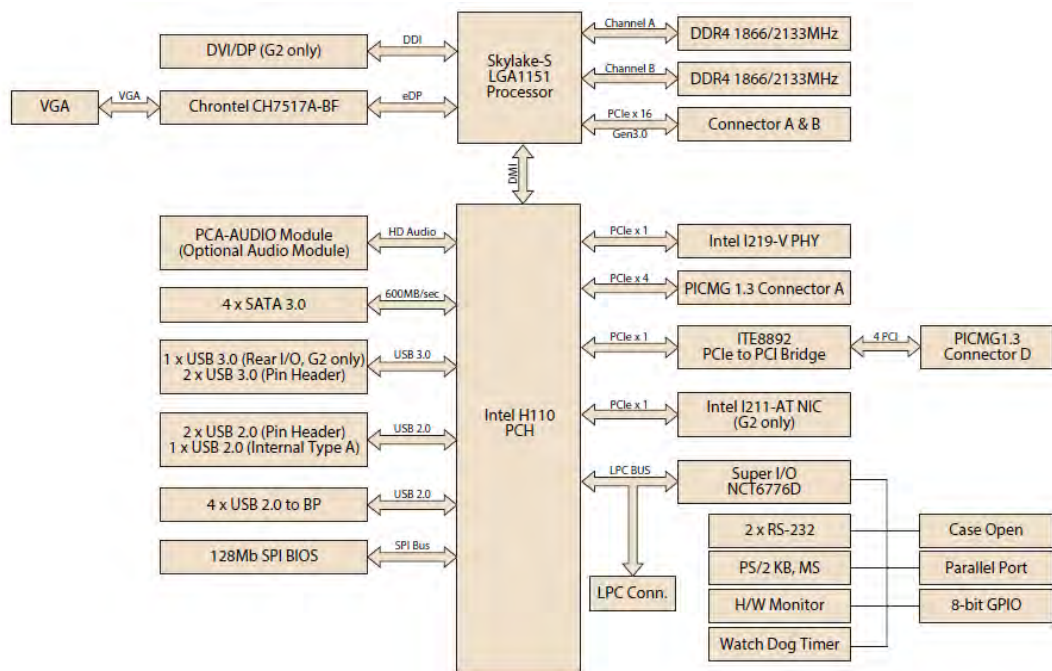 DVI/DP (G2 only)
DDI
Skylake-S
LGA1151
Processor
Channel A
DDR4 1866/2133MHz
Channel B
DDR4 1866/2133MHz
VGA
VGA
Chrontel CH7517A-BF
eDP
PCIe x 16
Gen3.0
Connector A & B
DMI
PCA-AUDIO Module
(Optional Audio Module)
HD Audio
4 x SATA 3.0
600MB/sec
1 x USB 3.0 (Rear I/O, G2 only)
2 x USB 3.0 (Pin Header)
USB 3.0
2 x USB 2.0 (Pin Header)
1 x USB 2.0 (Internal Type A)
USB 2.0
4 x USB 2.0 to BP
USB 2.0
128Mb SPI BIOS
SPI Bus
Intel H110
PCH
PCIe x 1
Intel I219-V PHY
PCIe x 4
PICMG 1.3 Connector A
PCIe x 1
ITE8892
PCIe to PCI Bridge
4 PCI
PICMG1.3
Connector D
PCIe x 1
Intel I211-AT NIC
(G2 only)
LPC BUS
Super I/O
NCT6776D
LPC Conn.
2 x RS-232
Case Open
PS/2 KB, MS
Parallel Port
H/W Monitor
8-bit GPIO
Watch Dog Timer